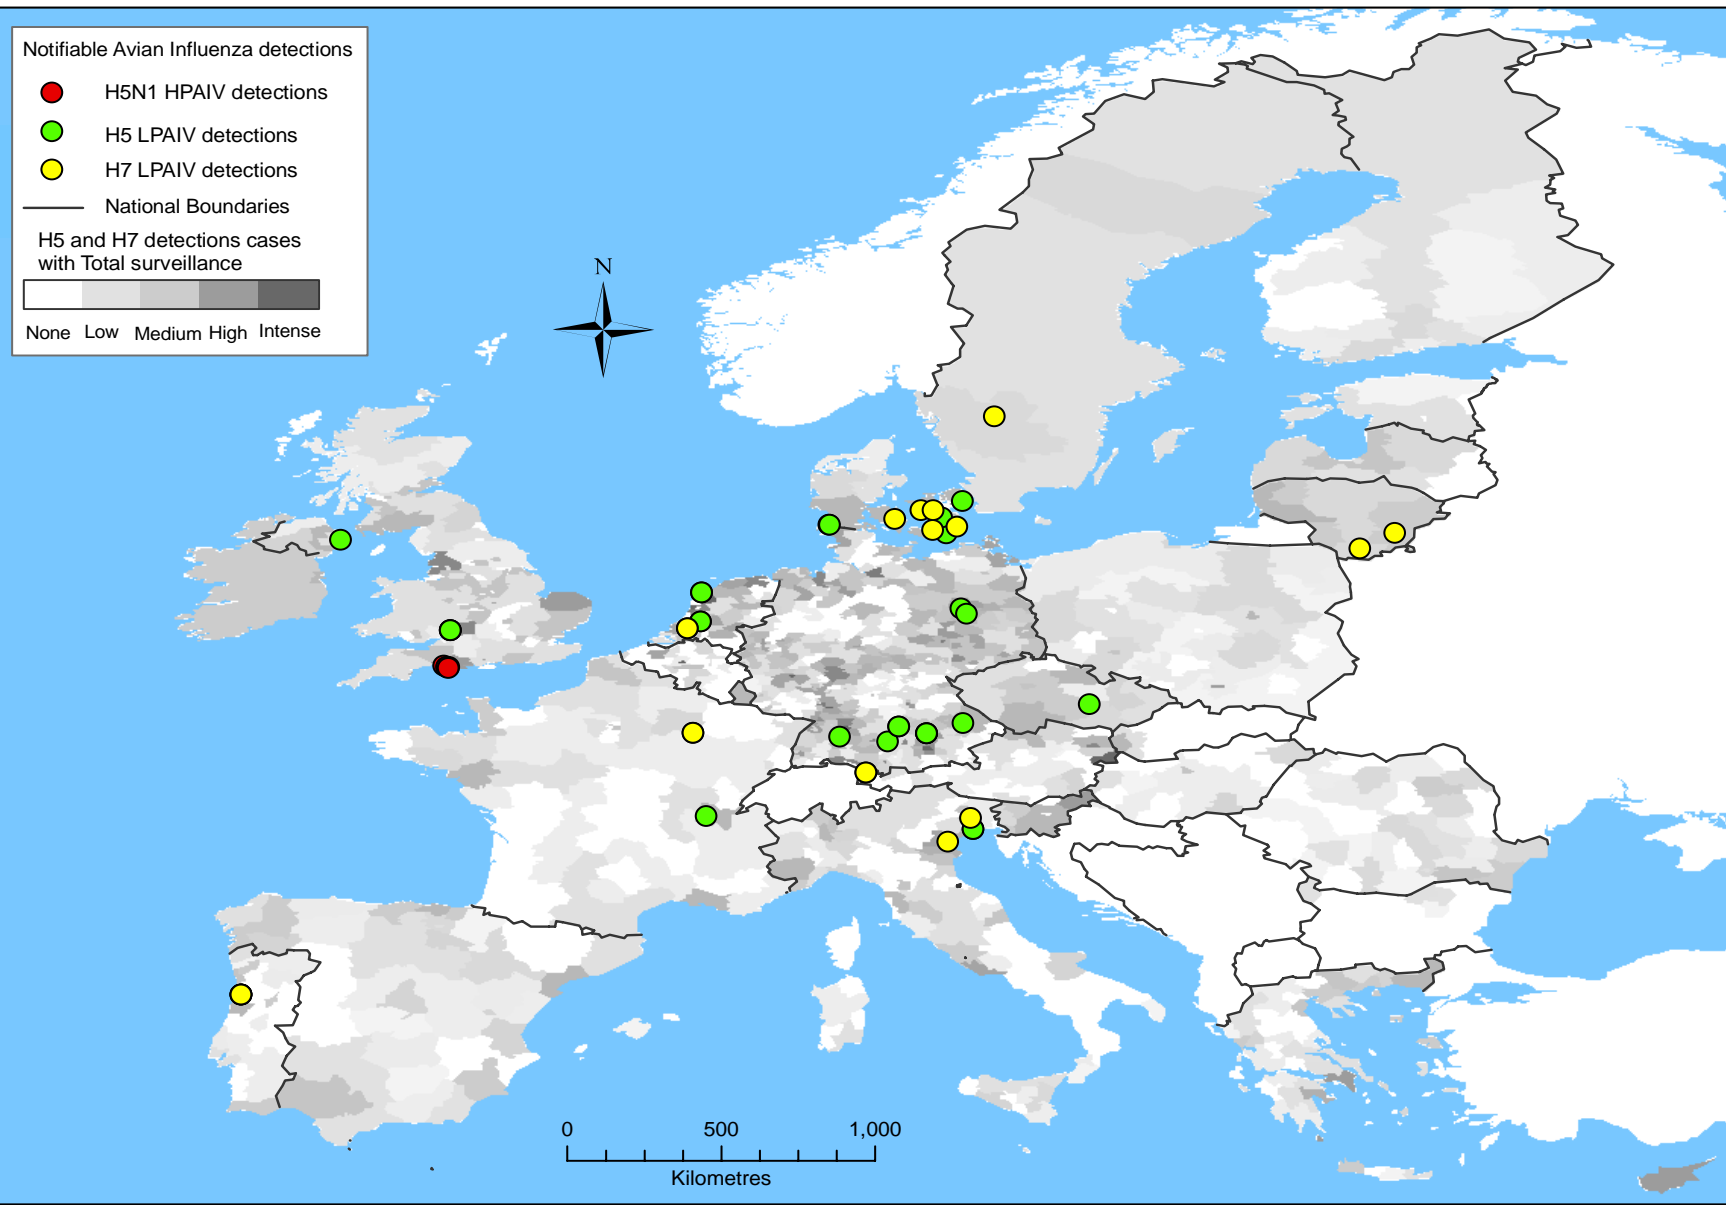 Notifiable Avian Influenza detections
H5N1 HPAIV detections
H5 LPAIV detections
H7 LPAIV detections
National Boundaries
H5 and H7 detections cases
with Total surveillance
None Low Medium High Intense
N
0 500 1,000
Kilometres